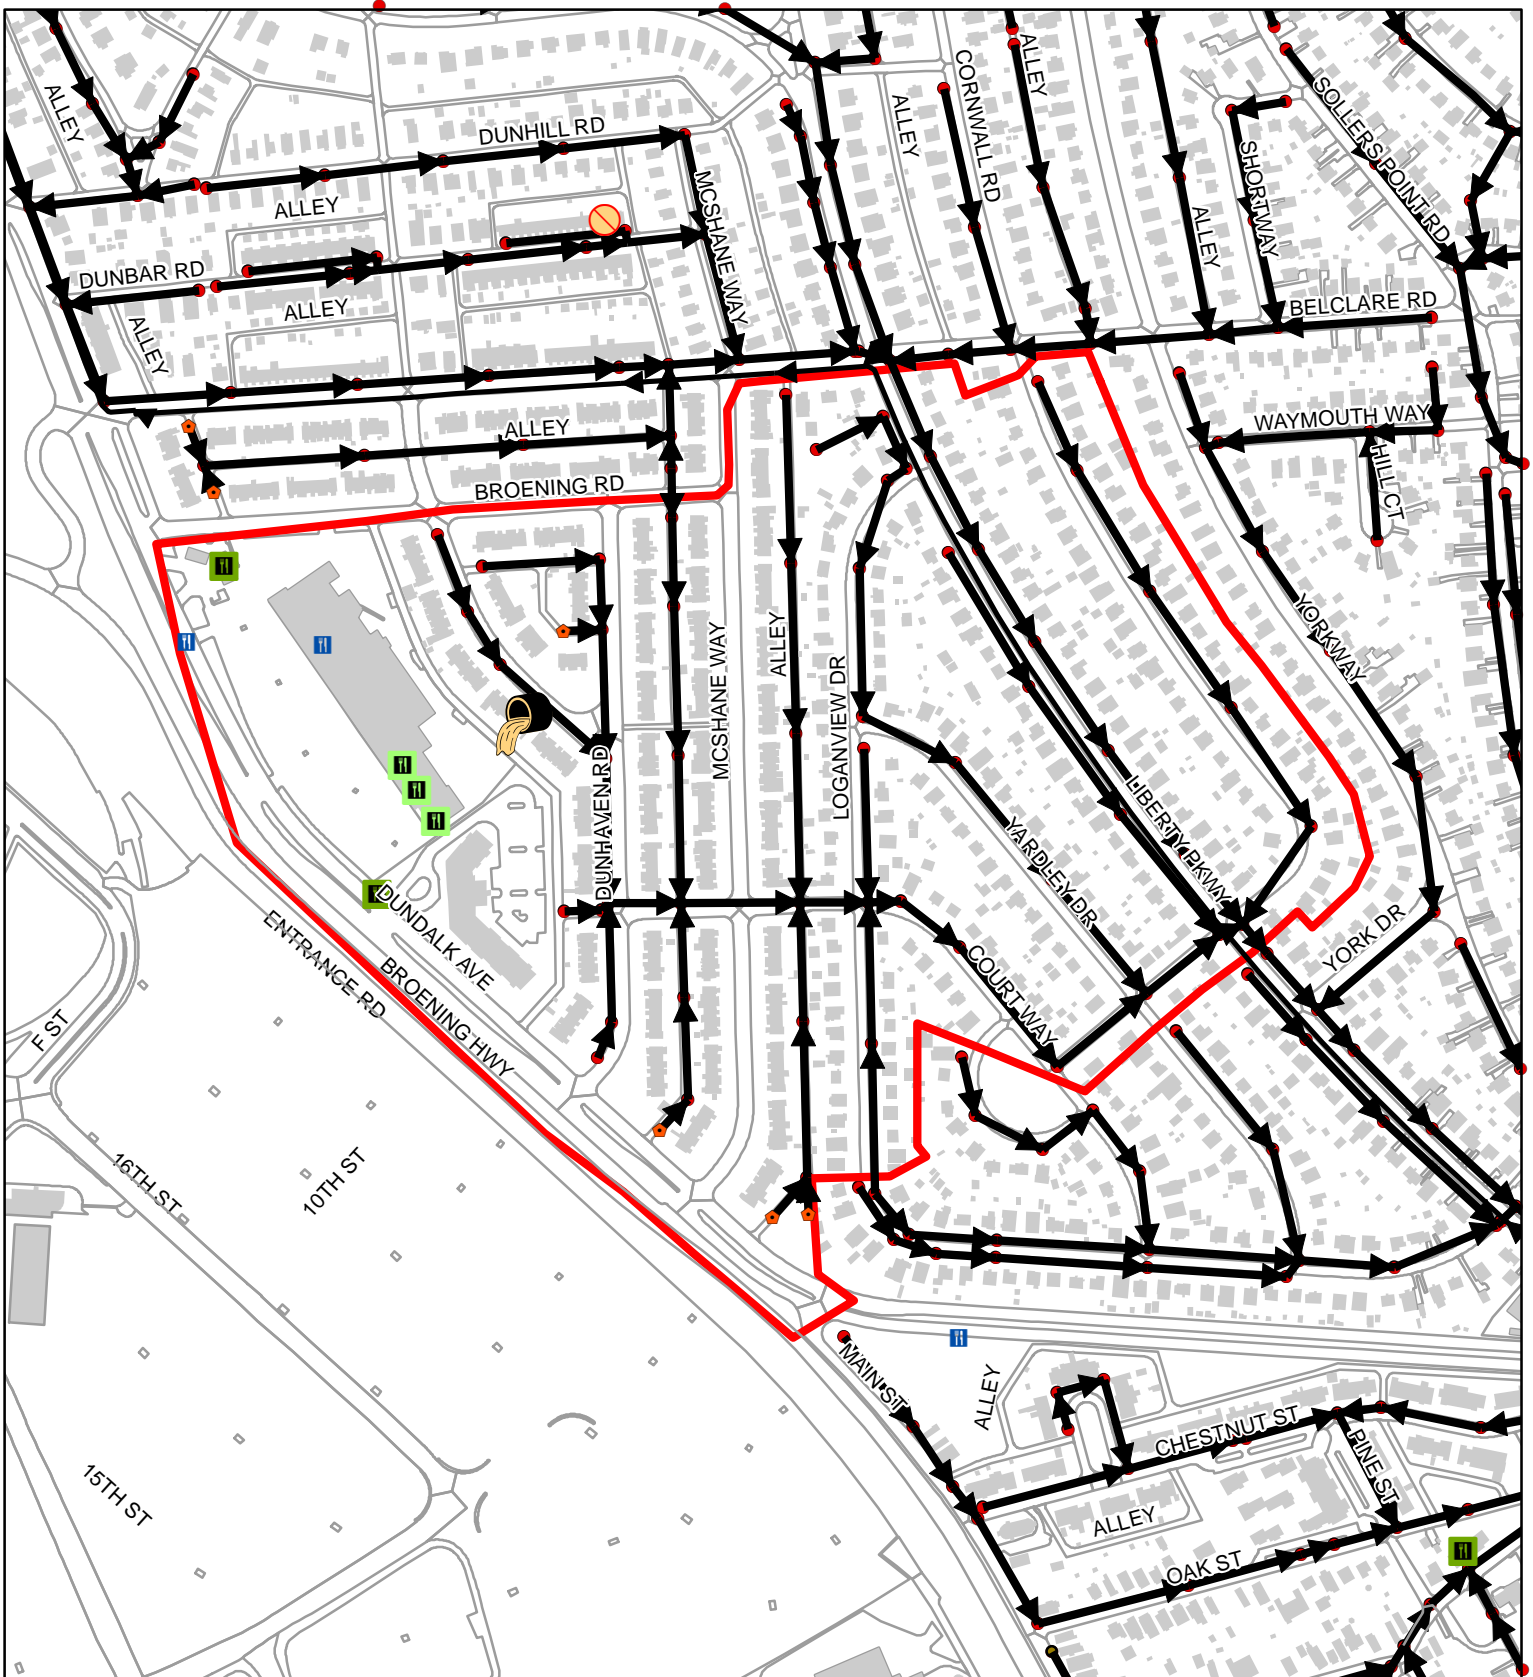 ALLEY
DUNHILL RD
ALLEY
CORNWALL RD
ALLEY
SOLLERS POINT RD
SHORTWAY
ALLEY
MCSHANE WAY
ALLEY
DUNBAR RD
ALLEY
ALLEY
BELCLARE RD
WAYMOUTH WAY
HILL CT
ALLEY
BROENING RD
YORKWAY
MCSHANE WAY
ALLEY
LOGANVIEW DR
DUNHAVEN RD
YARDLEY DR
LIBERTY PKWY
YORK DR
COURT WAY
DUNDALK AVE
BROENING HWY
ENTRANCE RD
F ST
16TH ST
10TH ST
15TH ST
MAIN ST
ALLEY
CHESTNUT ST
PINE ST
ALLEY
OAK ST